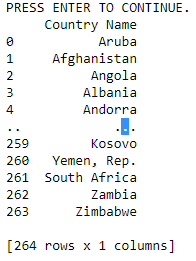 PRESS ENTER TO CONTINUE.
Country Name
0 Aruba
1 Afghanistan
2 Angola
3 Albania
4 Andorra
.. ...
259 Kosovo
260 Yemen, Rep.
261 South Africa
262 Zambia
263 Zimbabwe
[264 rows x 1 columns]